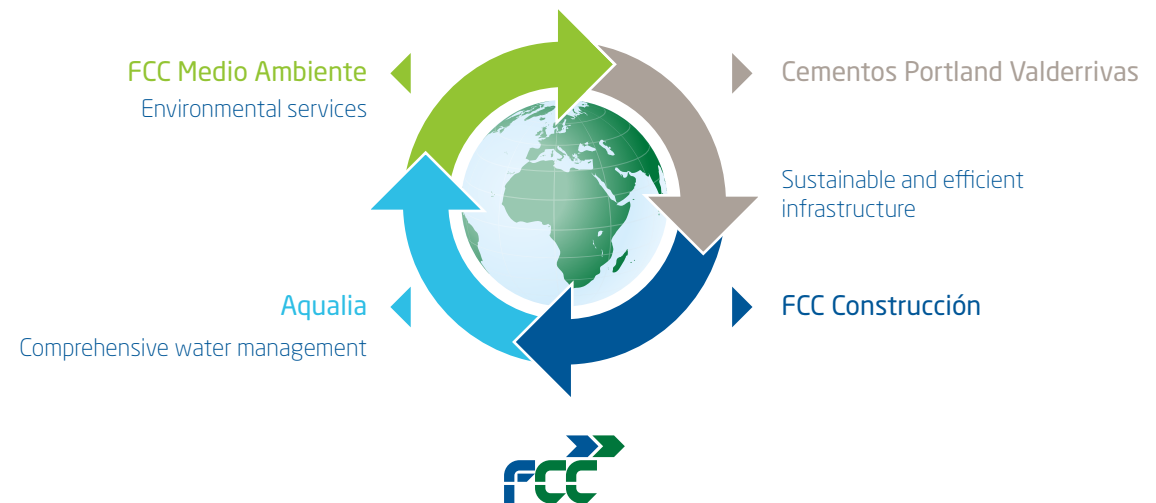 FCC Medio Ambiente
Environmental services
Cementos Portland Valderrivas
Sustainable and efficient
infrastructure
Aqualia
Comprehensive water management
FCC Construcción
FCC